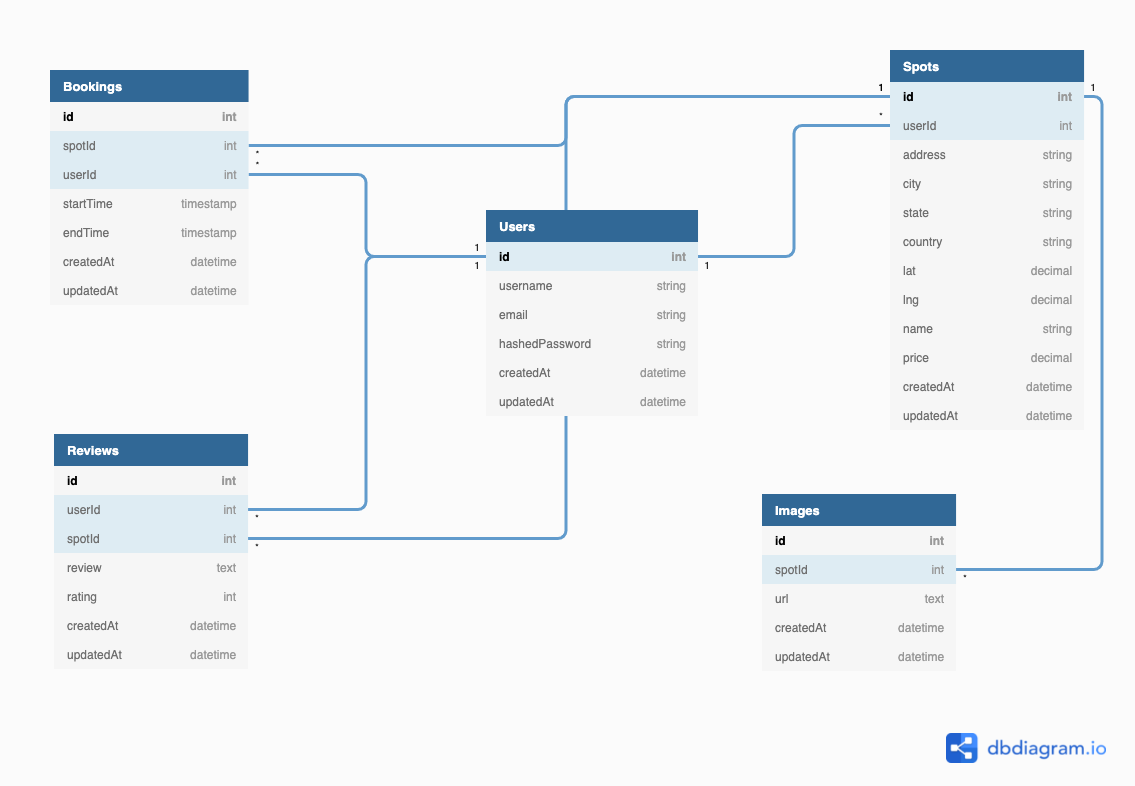 Bookings
id int
spotId int
userId int
startTime timestamp
endTime timestamp
createdAt datetime
updatedAt datetime
*
*
Users
id int
username string
email string
hashedPassword string
createdAt datetime
updatedAt datetime
1
1
1
Spots
id int
userId int
address string
city string
state string
country string
lat decimal
lng decimal
name string
price decimal
createdAt datetime
updatedAt datetime
1
*
1
Reviews
id int
userId int
spotId int
review text
rating int
createdAt datetime
updatedAt datetime
*
*
Images
id int
spotId int
url text
createdAt datetime
updatedAt datetime
*
dbdiagram.io